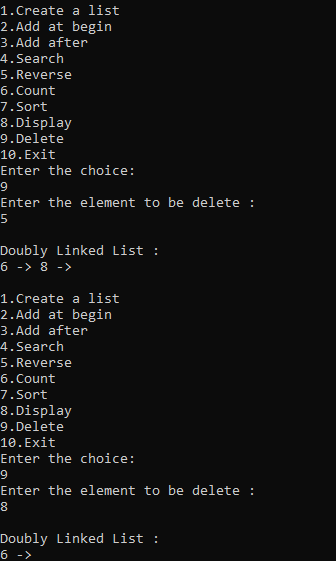 1.Create a list
2.Add at begin
3.Add after
4.Search
5.Reverse
6.Count
7.Sort
8.Display
9.Delete
10.Exit
Enter the choice:
9
Enter the element to be delete :
5
Doubly Linked List :
6 -> 8 ->
1.Create a list
2.Add at begin
3.Add after
4.Search
5.Reverse
6.Count
7.Sort
8.Display
9.Delete
10.Exit
Enter the choice:
9
Enter the element to be delete :
8
Doubly Linked List :
6 ->